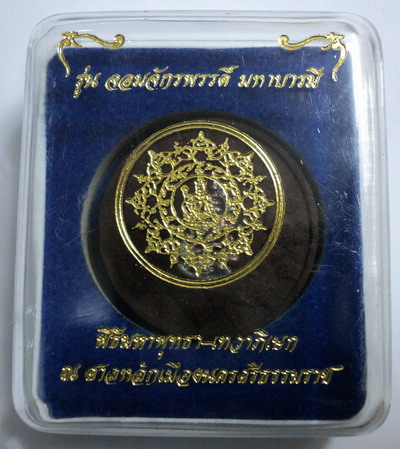 รุ่น จอมจักรพรรดิ์ มหาบารมี
พิธีมหาพุทธา-เทวาภิเษก
ณ ศาลหลักเมืองนครศรีธรรมราช